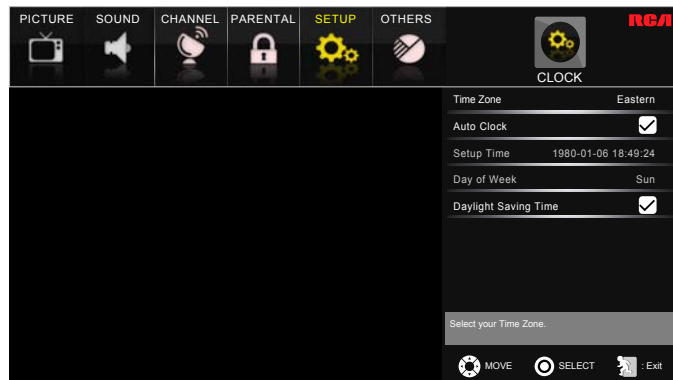 PICTURE SOUND CHANNEL PARENTAL SETUP OTHERS
RCA
CLOCK
Time Zone Eastern
Auto Clock
Setup Time 1980-01-06 18:49:24
Day of Week Sun
Daylight Saving Time
Select your Time Zone.
MOVE SELECT : Exit